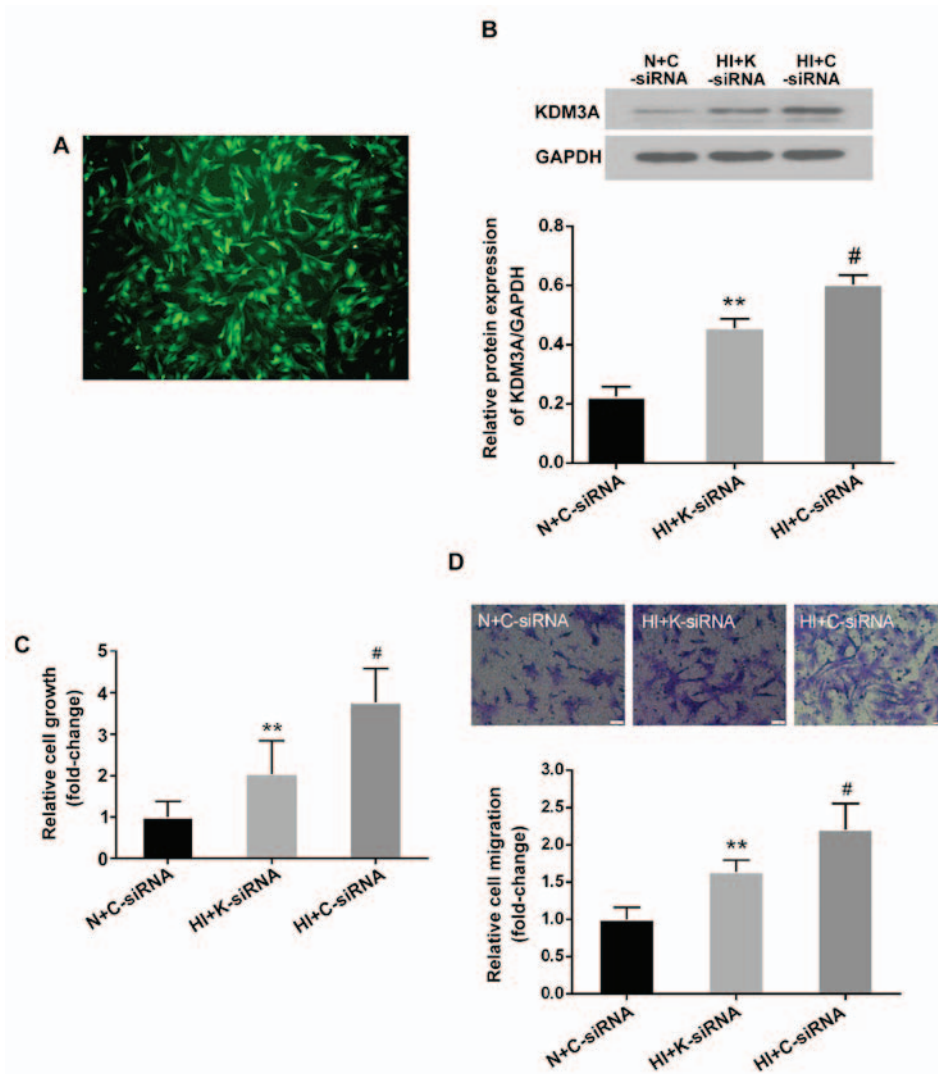 A
B
N+C -siRNA
HI+K -siRNA
HI+C -siRNA
KDM3A
GAPDH
Relative protein expression of KDM3A/GAPDH
0.8
0.6
0.4
0.2
0.0
**
#
N+C-siRNA
HI+K-siRNA
HI+C-siRNA
C
Relative cell growth (fold-change)
5
4
3
2
1
0
**
#
N+C-siRNA
HI+K-siRNA
HI+C-siRNA
D
N+C-siRNA
HI+K-siRNA
HI+C-siRNA
Relative cell migration (fold-change)
3.0
2.5
2.0
1.5
1.0
0.5
0.0
**
#
N+C-siRNA
HI+K-siRNA
HI+C-siRNA